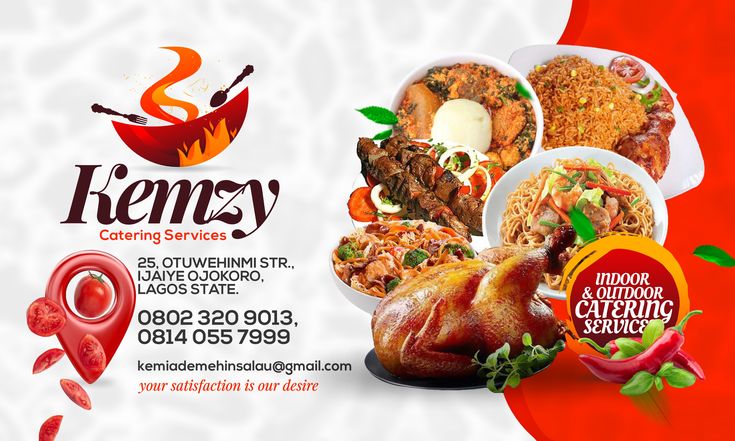 Kemzy
Catering Services
25, OTUWEHINMI STR.,
IJAIYE OJOKORO,
LAGOS STATE.
0802 320 9013,
0814 055 7999
kemiademehinsalau@gmail.com
your satisfaction is our desire
INDOOR
& OUTDOOR
CATERING
SERVICE